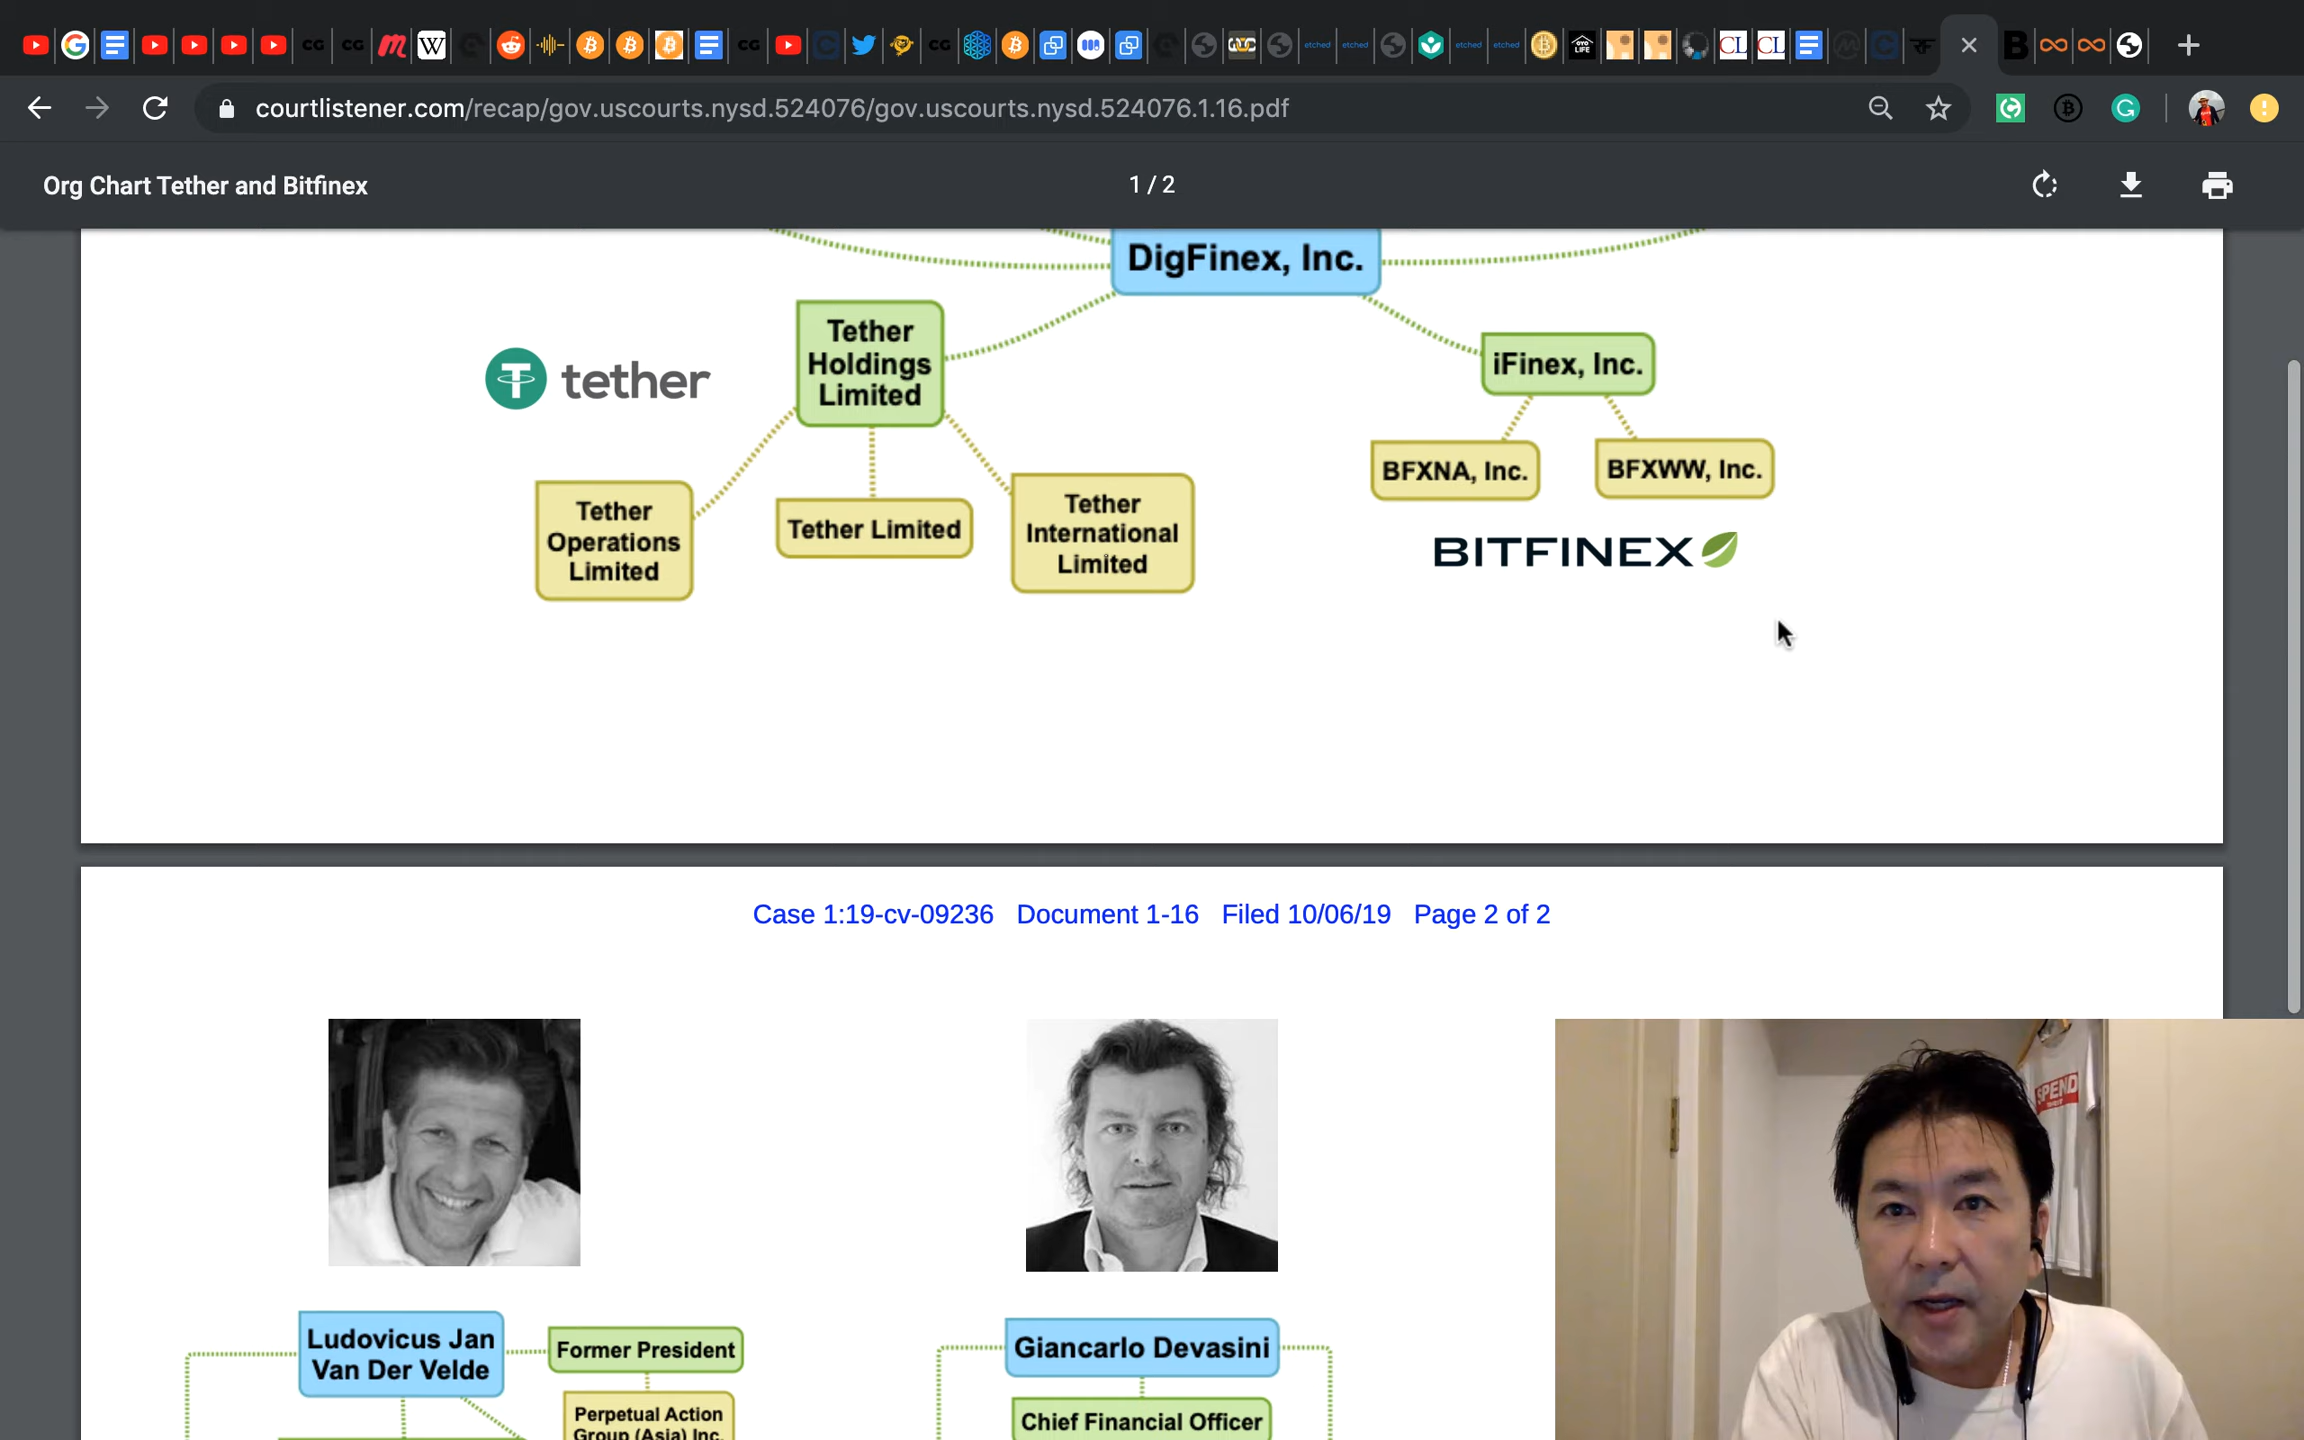 courtlistener.com/recap/gov.uscourts.nysd.524076/gov.uscourts.nysd.524076.1.16.pdf
Org Chart Tether and Bitfinex
1 / 2
DigFinex, Inc.
tether
Tether
Holdings
Limited
iFinex, Inc.
Tether
Operations
Limited
Tether Limited
Tether
International
Limited
BFXNA, Inc.
BFXWW, Inc.
BITFINEX
Case 1:19-cv-09236 Document 1-16 Filed 10/06/19 Page 2 of 2
Ludovicus Jan
Van Der Velde
Former President
Perpetual Action
Group (Asia) Inc.
Giancarlo Devasini
Chief Financial Officer
SPEND